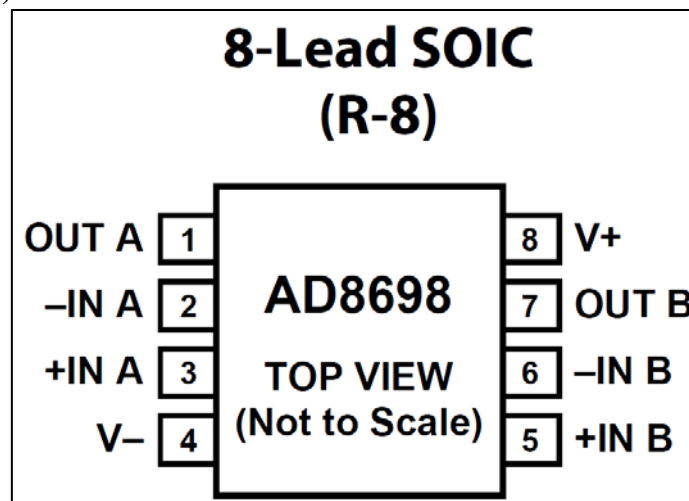 8-Lead SOIC
(R-8)
OUT A 1
–IN A 2
+IN A 3
V– 4
AD8698
TOP VIEW
(Not to Scale)
8 V+
7 OUT B
6 –IN B
5 +IN B